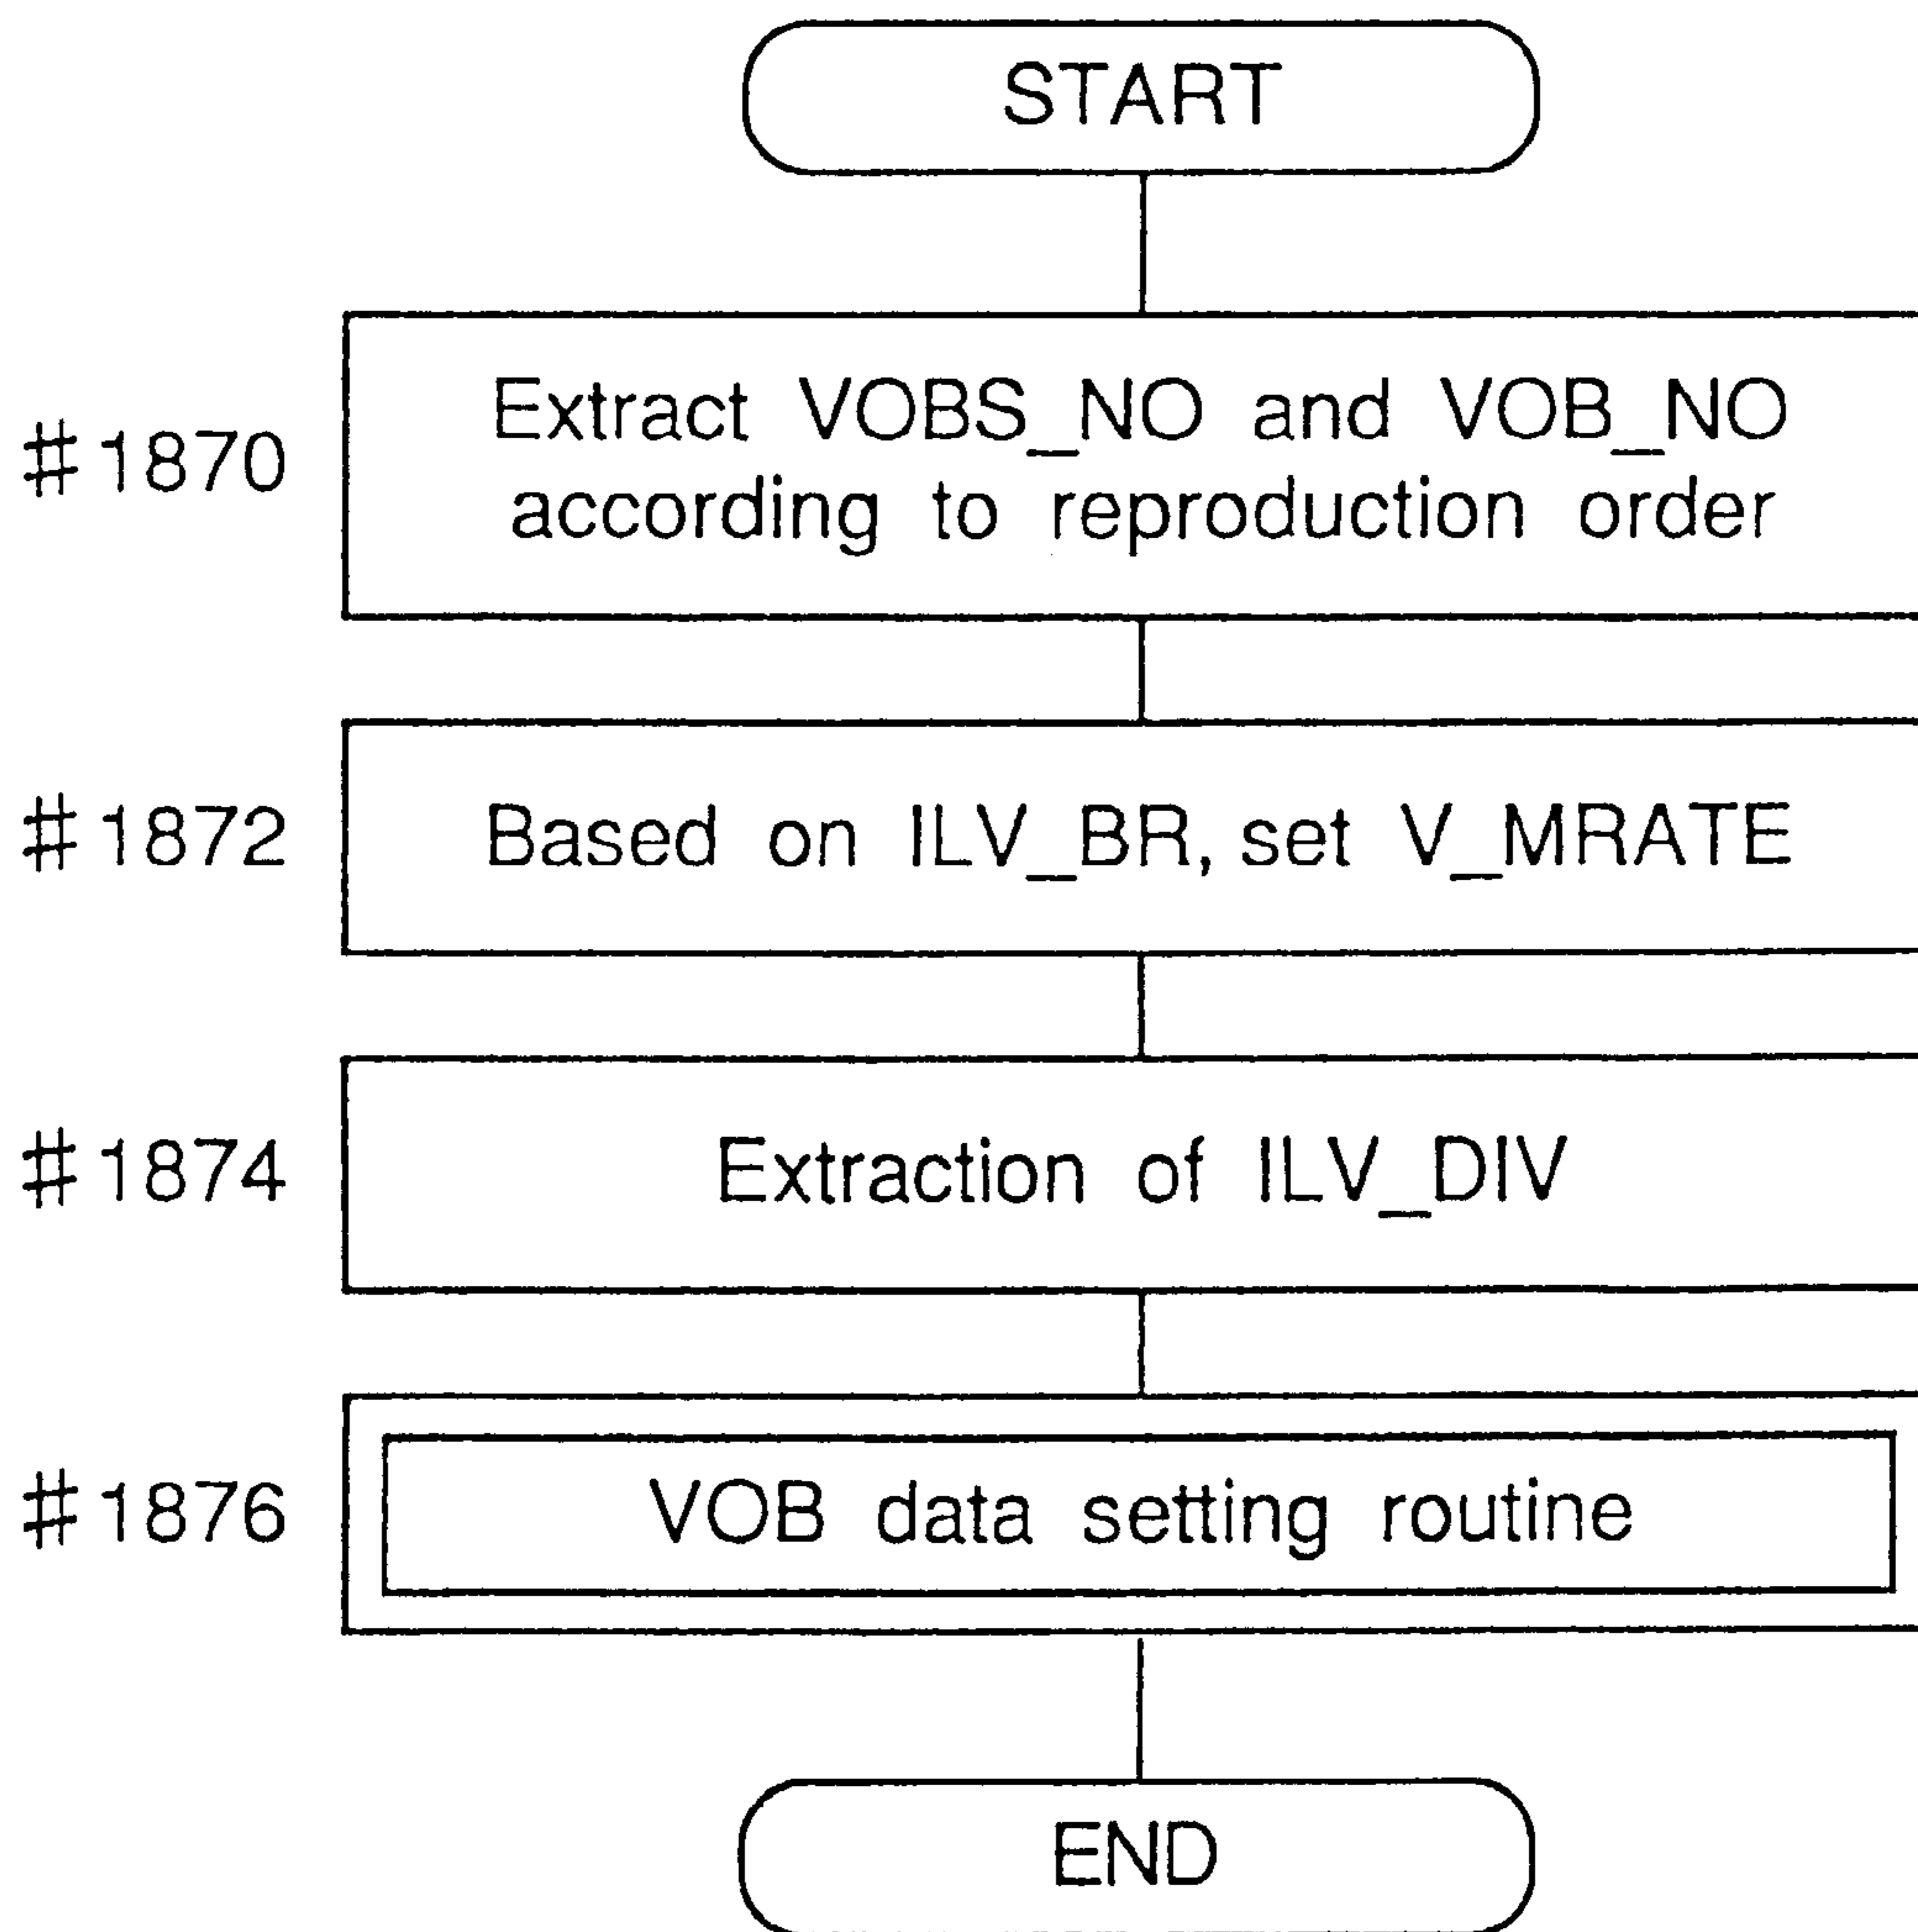 START
#1870
Extract VOBS_NO and VOB_NO
according to reproduction order
#1872
Based on ILV_BR, set V_MRATE
#1874
Extraction of ILV_DIV
#1876
VOB data setting routine
END